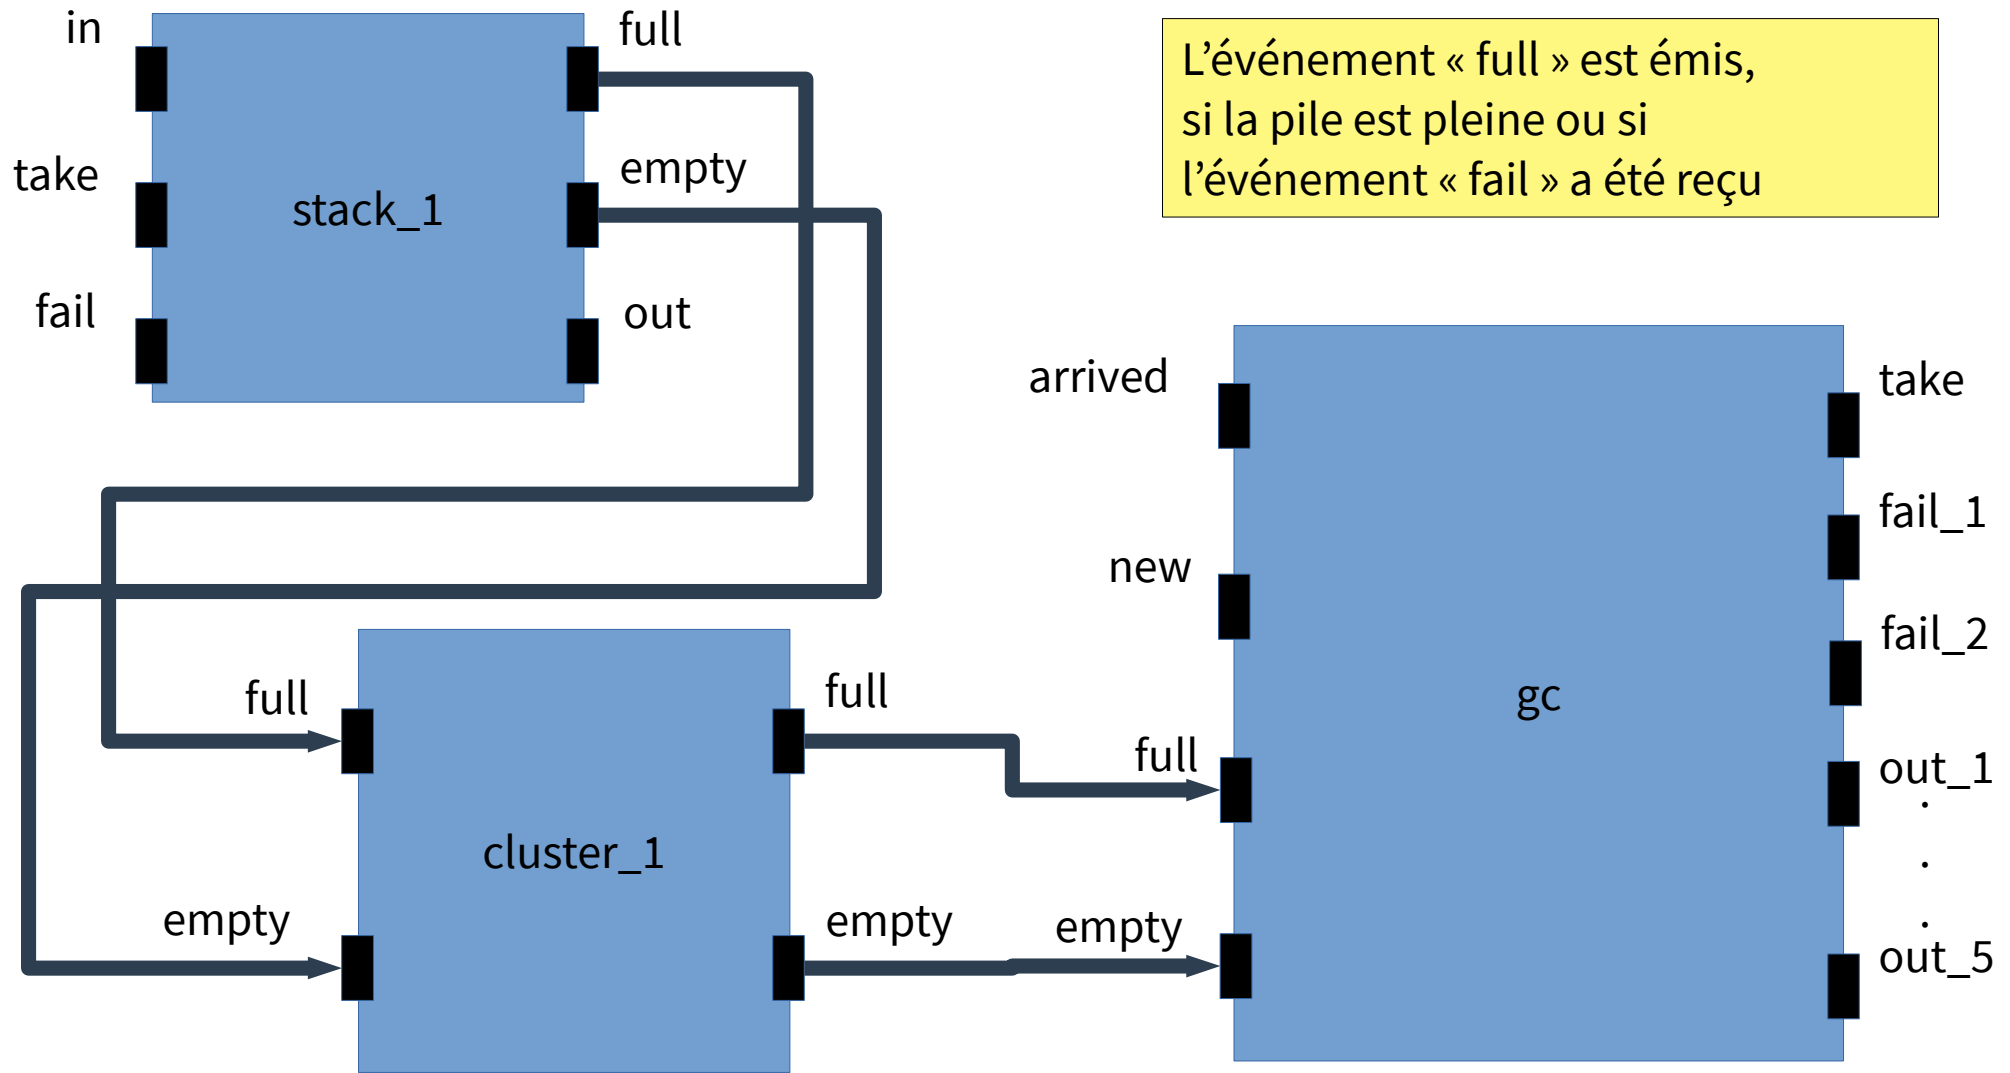 in
full
take
empty
stack_1
fail
out
L’événement « full » est émis,
si la pile est pleine ou si
l’événement « fail » a été reçu
arrived
take
new
fail_1
fail_2
gc
full
full
full
out_1
.
.
.
cluster_1
empty
empty
empty
out_5